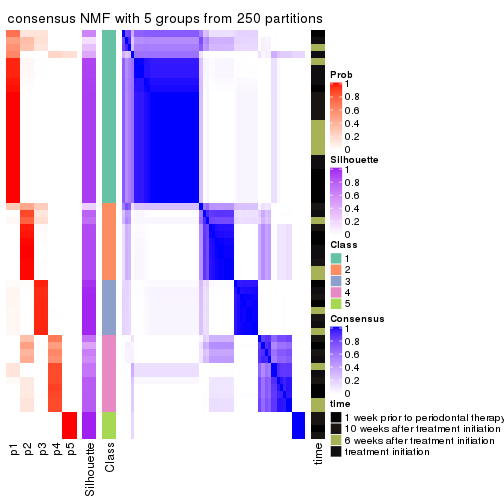 consensus NMF with 5 groups from 250 partitions
Prob
1
0.8
0.6
0.4
0.2
0
Silhouette
1
0.8
0.6
0.4
0.2
0
Class
1
2
3
4
5
Consensus
1
0.8
0.6
0.4
0.2
0
time
1 week prior to periodontal therapy
10 weeks after treatment initiation
6 weeks after treatment initiation
treatment initiation
p1
p2
p3
p4
p5
Silhouette
Class
time